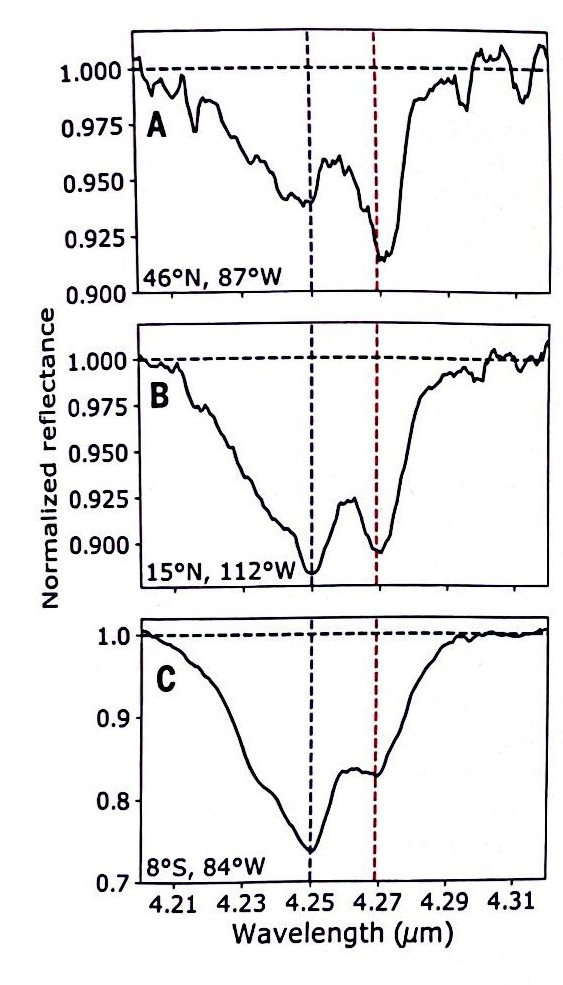 Normalized reflectance
1.000
0.975
0.950
0.925
0.900
A
46°N, 87°W
1.000
0.975
0.950
0.925
0.900
B
15°N, 112°W
1.0
0.9
0.8
0.7
C
8°S, 84°W
4.21 4.23 4.25 4.27 4.29 4.31
Wavelength (μm)